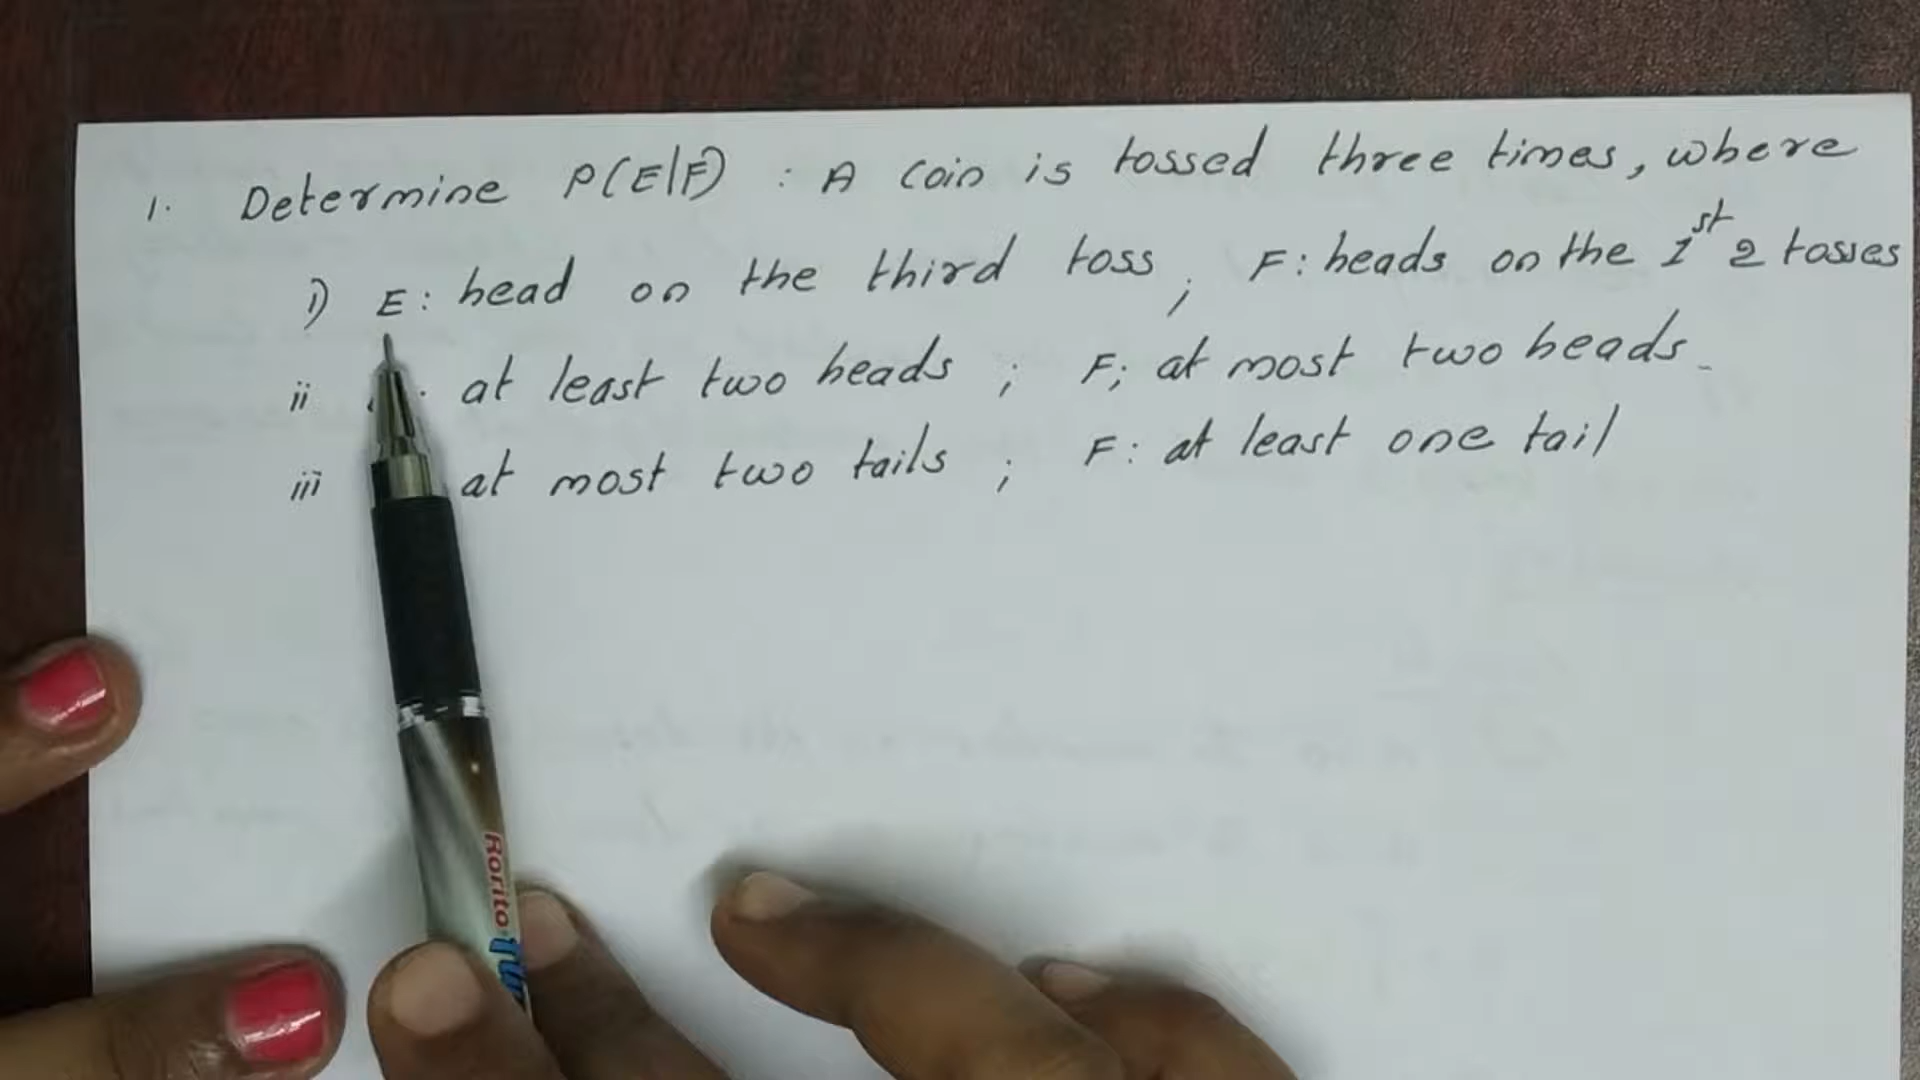 1. Determine P(E|F) : A coin is tossed three times, where
i) E: head on the third toss ; F: heads on the 1st 2 tosses
ii at least two heads ; F; at most two heads.
iii at most two tails ; F: at least one tail
Rorito